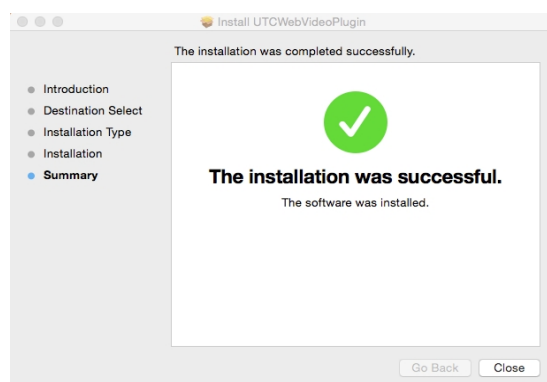 Install UTCWebVideoPlugin
The installation was completed successfully.
Introduction
Destination Select
Installation Type
Installation
Summary
The installation was successful.
The software was installed.
Go Back
Close